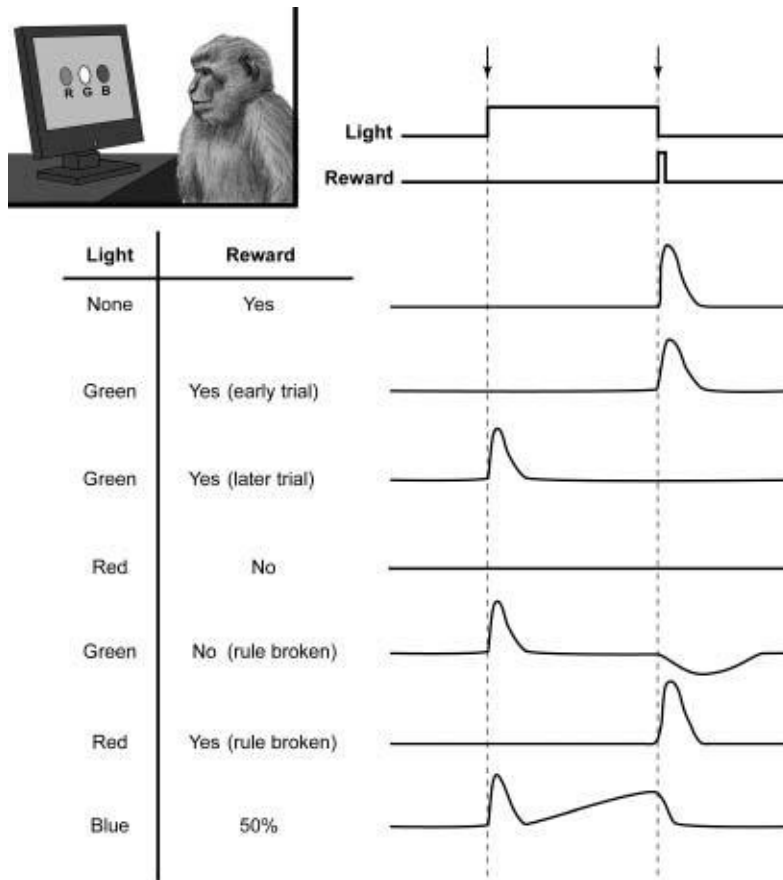 R G B
Light
Reward
Light Reward
None Yes
Green Yes (early trial)
Green Yes (later trial)
Red No
Green No (rule broken)
Red Yes (rule broken)
Blue 50%